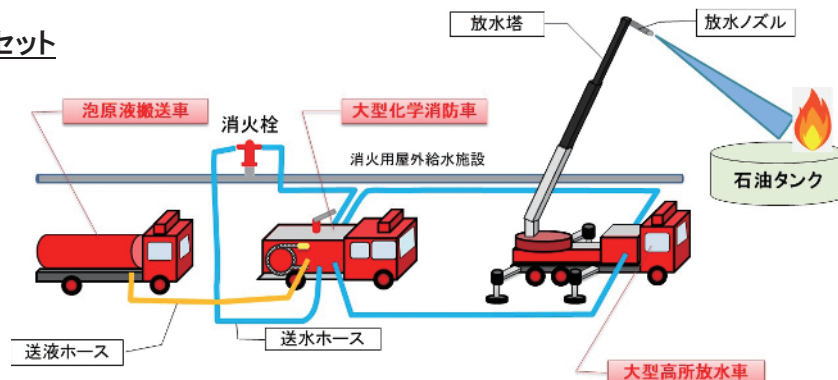 セット
放水塔
放水ノズル
泡原液搬送車
消火栓
大型化学消防車
消火用屋外給水施設
石油タンク
送液ホース
送水ホース
大型高所放水車